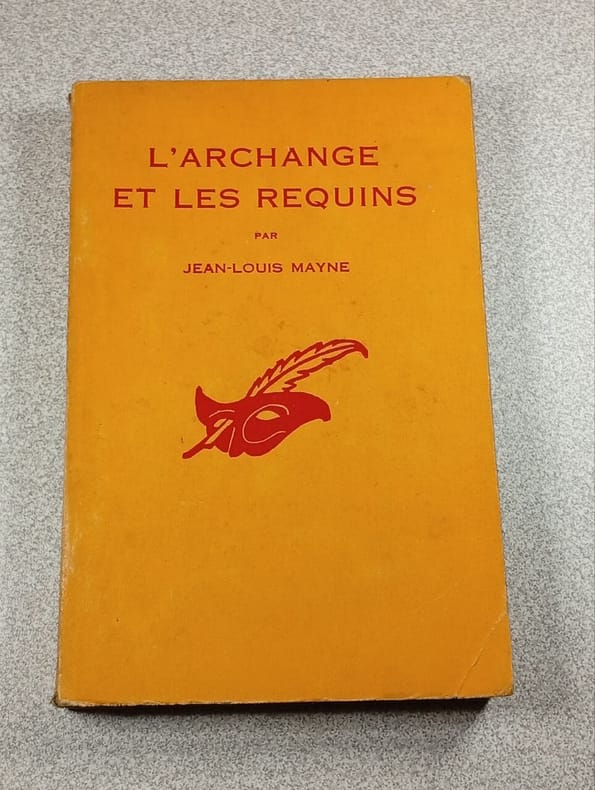 L'ARCHANGE
ET LES REQUINS
PAR
JEAN-LOUIS MAYNE